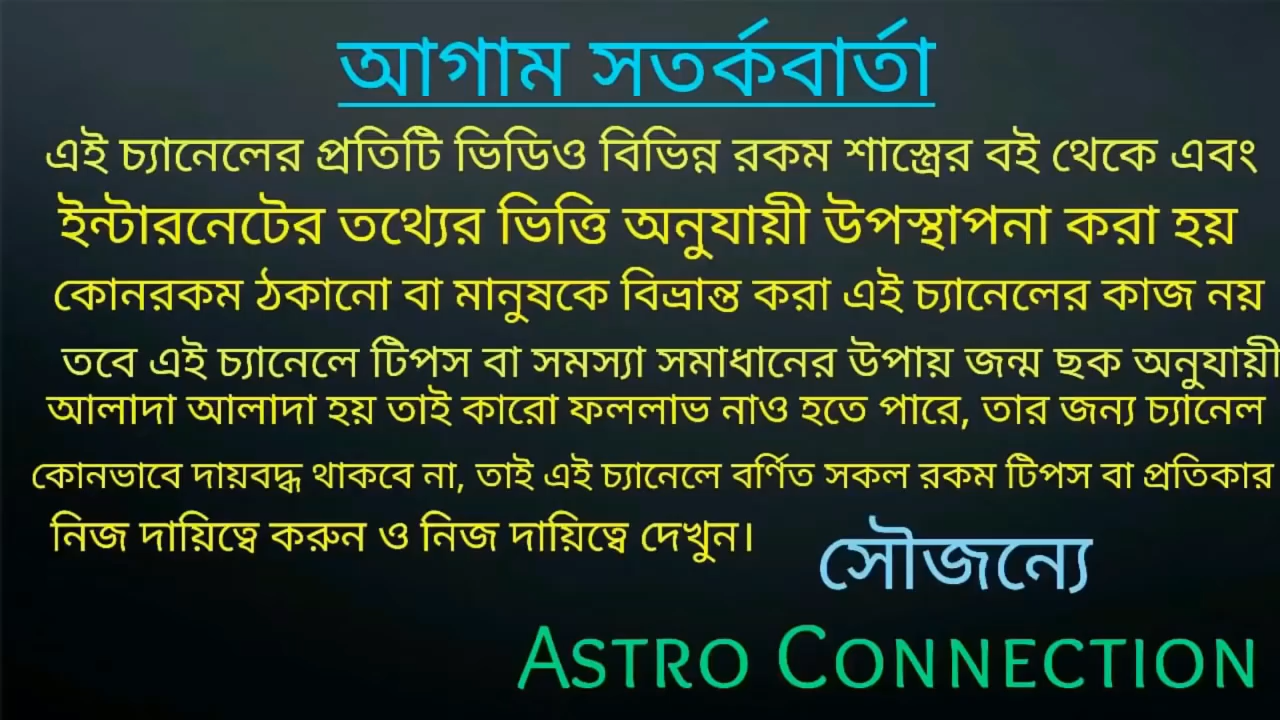 আগাম সতর্কবার্তা
এই চ্যানেলের প্রতিটি ভিডিও বিভিন্ন রকম শাস্ত্রের বই থেকে এবং
ইন্টারনেটের তথ্যের ভিত্তি অনুযায়ী উপস্থাপনা করা হয়
কোনরকম ঠকানো বা মানুষকে বিভ্রান্ত করা এই চ্যানেলের কাজ নয়
তবে এই চ্যানেলে টিপস বা সমস্যা সমাধানের উপায় জন্ম ছক অনুযায়ী
আলাদা আলাদা হয় তাই কারো ফললাভ নাও হতে পারে, তার জন্য চ্যানেল
কোনভাবে দায়বদ্ধ থাকবে না, তাই এই চ্যানেলে বর্ণিত সকল রকম টিপস বা প্রতিকার
নিজ দায়িত্বে করুন ও নিজ দায়িত্বে দেখুন।
সৌজন্যে
ASTRO CONNECTION